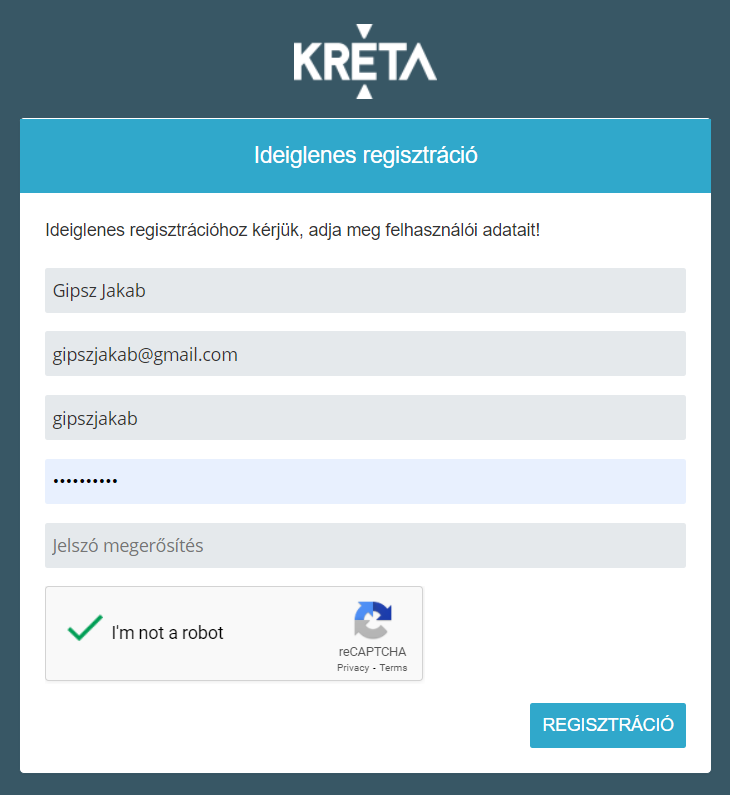 KRÉTA
Ideiglenes regisztráció
Ideiglenes regisztrációhoz kérjük, adja meg felhasználói adatait!
Gipsz Jakab
gipszjakab@gmail.com
gipszjakab
••••••••••
Jelszó megerősítés
I'm not a robot
reCAPTCHA
Privacy - Terms
REGISZTRÁCIÓ